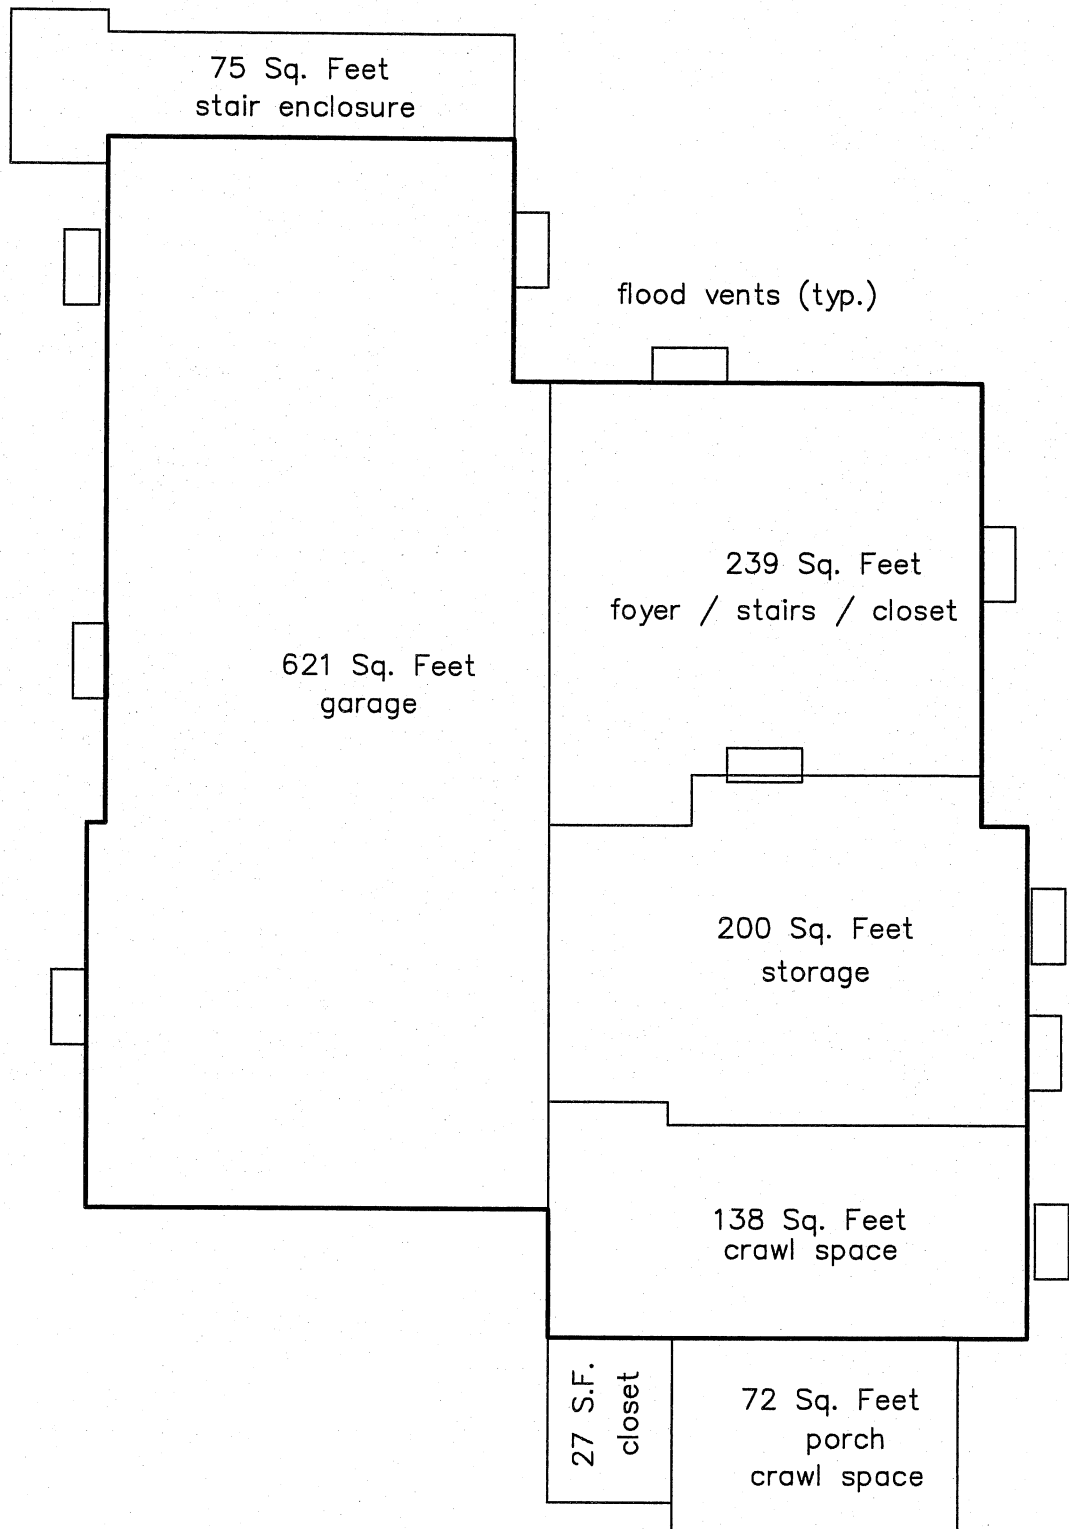 75 Sq. Feet
stair enclosure
flood vents (typ.)
239 Sq. Feet
foyer / stairs / closet
621 Sq. Feet
garage
200 Sq. Feet
storage
138 Sq. Feet
crawl space
27 S.F.
closet
72 Sq. Feet
porch
crawl space